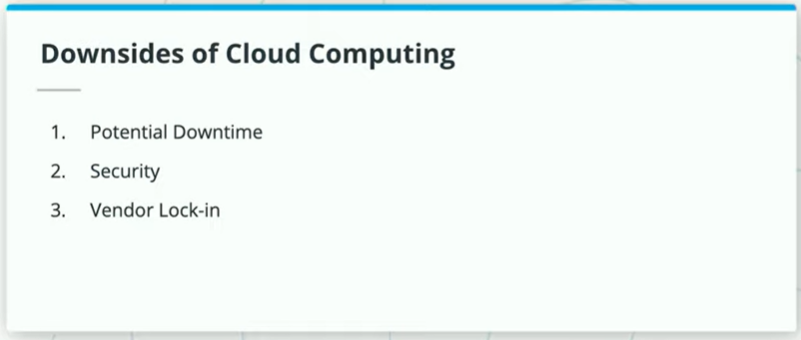 Downsides of Cloud Computing
1. Potential Downtime
2. Security
3. Vendor Lock-in